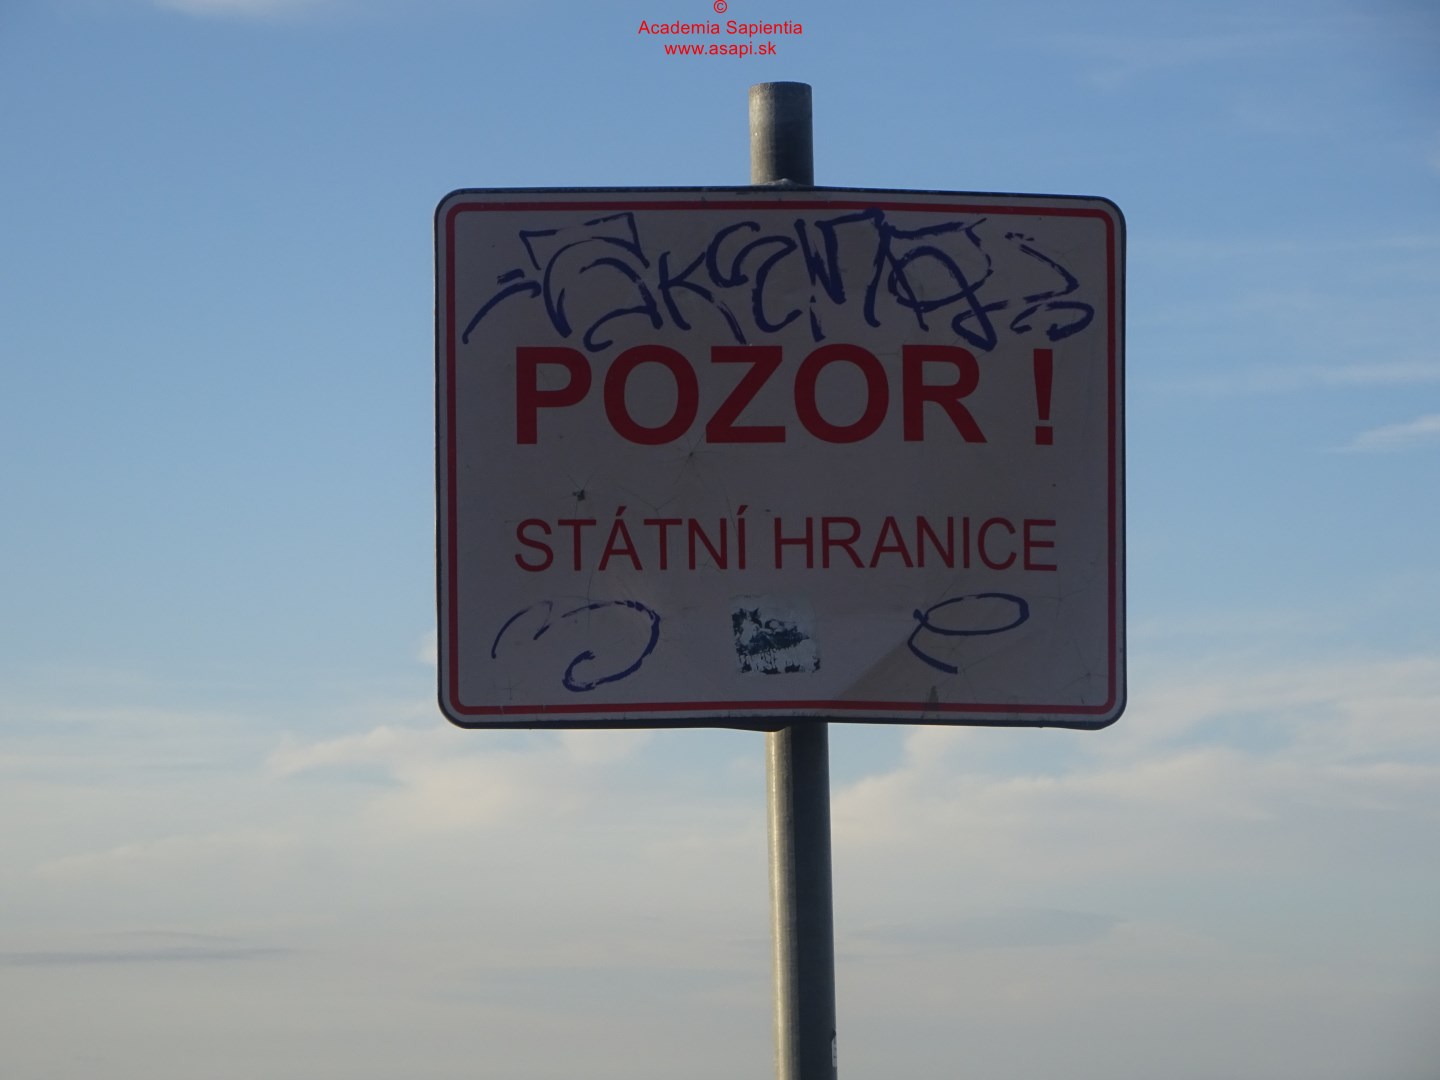 ©
Academia Sapientia
www.asapi.sk
POZOR !
STÁTNÍ HRANICE